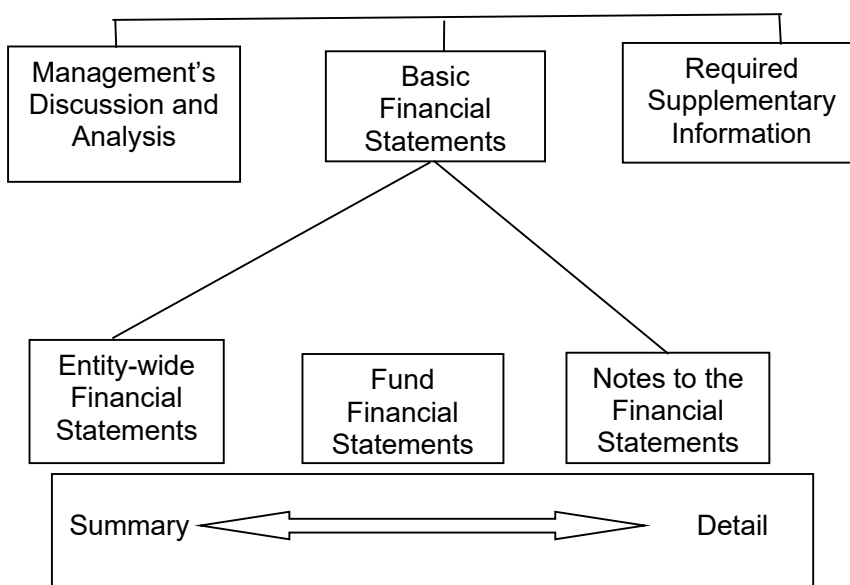 Management's
Discussion and
Analysis
Basic
Financial
Statements
Required
Supplementary
Information
Entity-wide
Financial
Statements
Fund
Financial
Statements
Notes to the
Financial
Statements
Summary
Detail